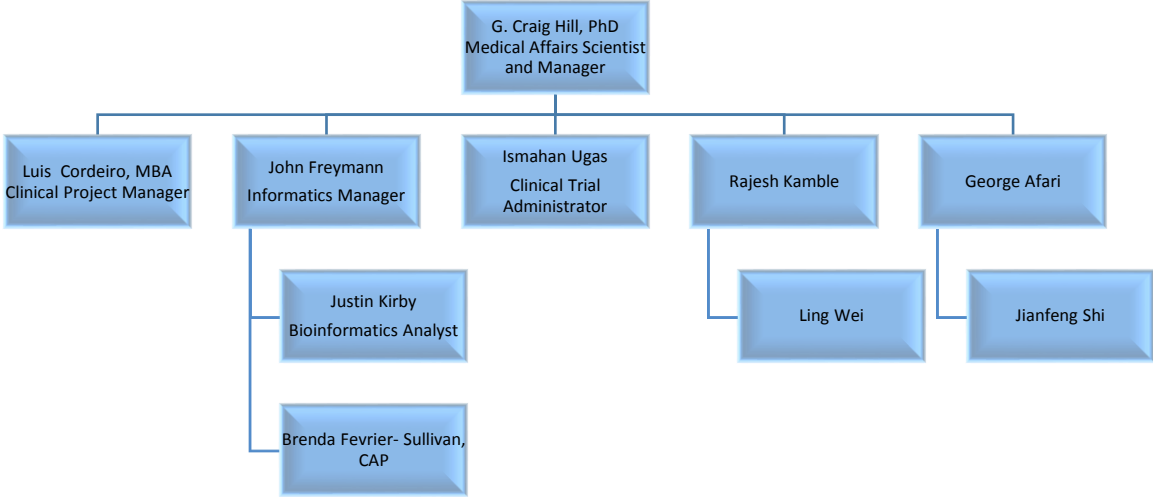 G. Craig Hill, PhD
Medical Affairs Scientist
and Manager
Luis  Cordeiro, MBA
Clinical Project Manager
John Freymann
Informatics Manager
Ismahan Ugas
Clinical Trial
Administrator
Rajesh Kamble
George Afari
Justin Kirby
Bioinformatics Analyst
Ling Wei
Jianfeng Shi
Brenda Fevrier- Sullivan,
CAP